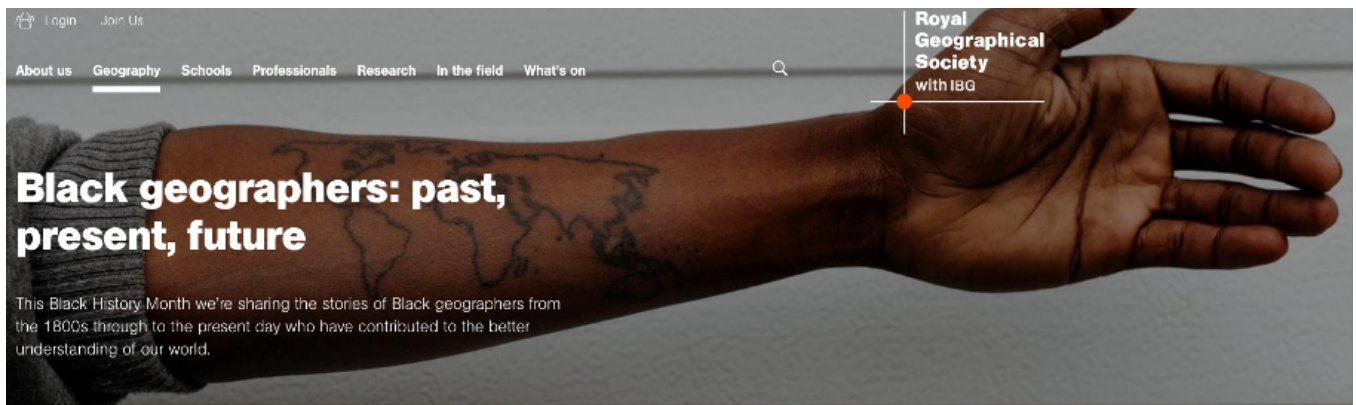 Login Join Us
Royal
Geographical
Society
with IBG
About us Geography Schools Professionals Research In the field What's on
Black geographers: past,
present, future
This Black History Month we're sharing the stories of Black geographers from
the 1800s through to the present day who have contributed to the better
understanding of our world.